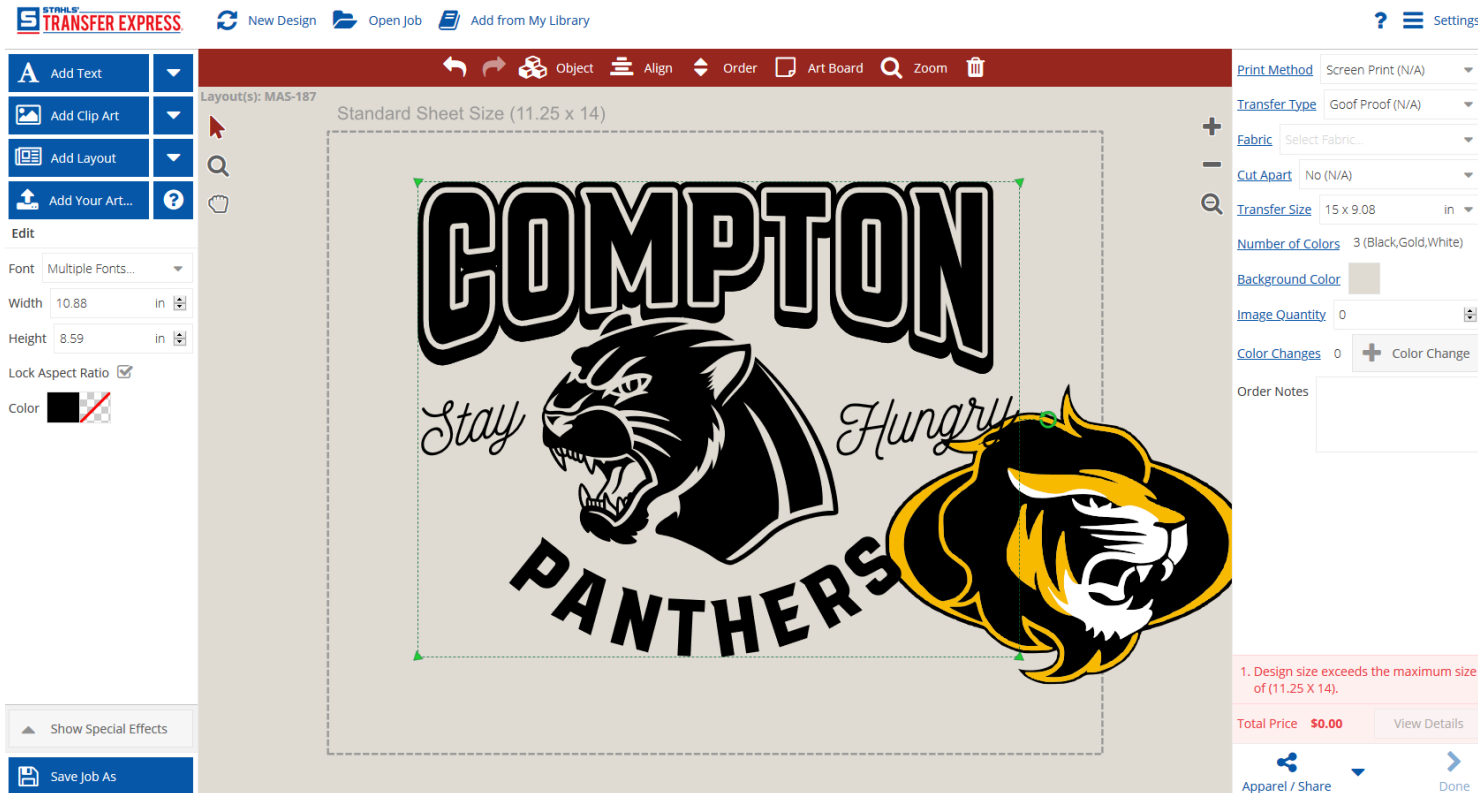 STAHLS'
TRANSFER EXPRESS.
New Design
Open Job
Add from My Library
?
Settings
A Add Text
Add Clip Art
Add Layout
Add Your Art...
?
Edit
Font Multiple Fonts...
Width 10.88 in
Height 8.59 in
Lock Aspect Ratio
Color
Show Special Effects
Save Job As
Object
Align
Order
Art Board
Zoom
Layout(s): MAS-187
Standard Sheet Size (11.25 x 14)
COMPTON
Stay
Hungry
PANTHERS
Print Method Screen Print (N/A)
Transfer Type Goof Proof (N/A)
Fabric Select Fabric...
Cut Apart No (N/A)
Transfer Size 15 x 9.08 in
Number of Colors 3 (Black,Gold,White)
Background Color
Image Quantity 0
Color Changes 0 Color Change
Order Notes
1. Design size exceeds the maximum size
of (11.25 X 14).
Total Price $0.00 View Details
Apparel / Share
Done